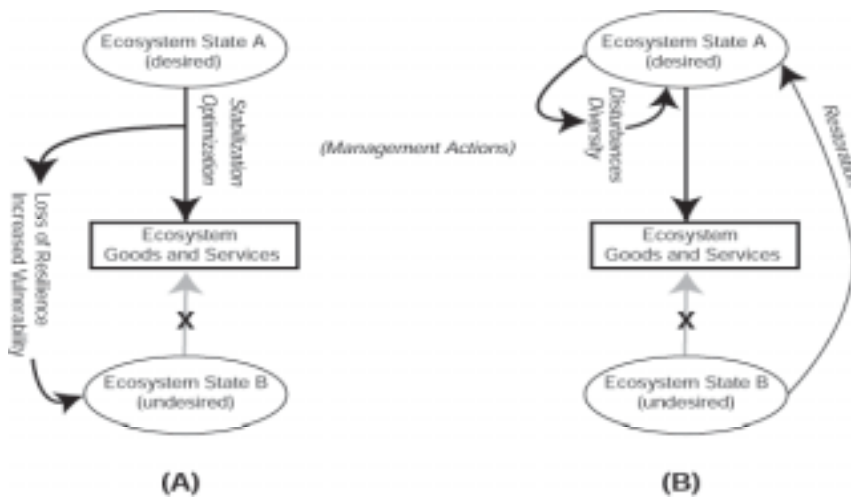 Ecosystem State A
(desired)
Stabilization
Optimization
Loss of Resilience
Increased Vulnerability
Ecosystem
Goods and Services
X
Ecosystem State B
(undesired)
(A)
(Management Actions)
Ecosystem State A
(desired)
Disturbances
Diversity
Restoration
Ecosystem
Goods and Services
X
Ecosystem State B
(undesired)
(B)